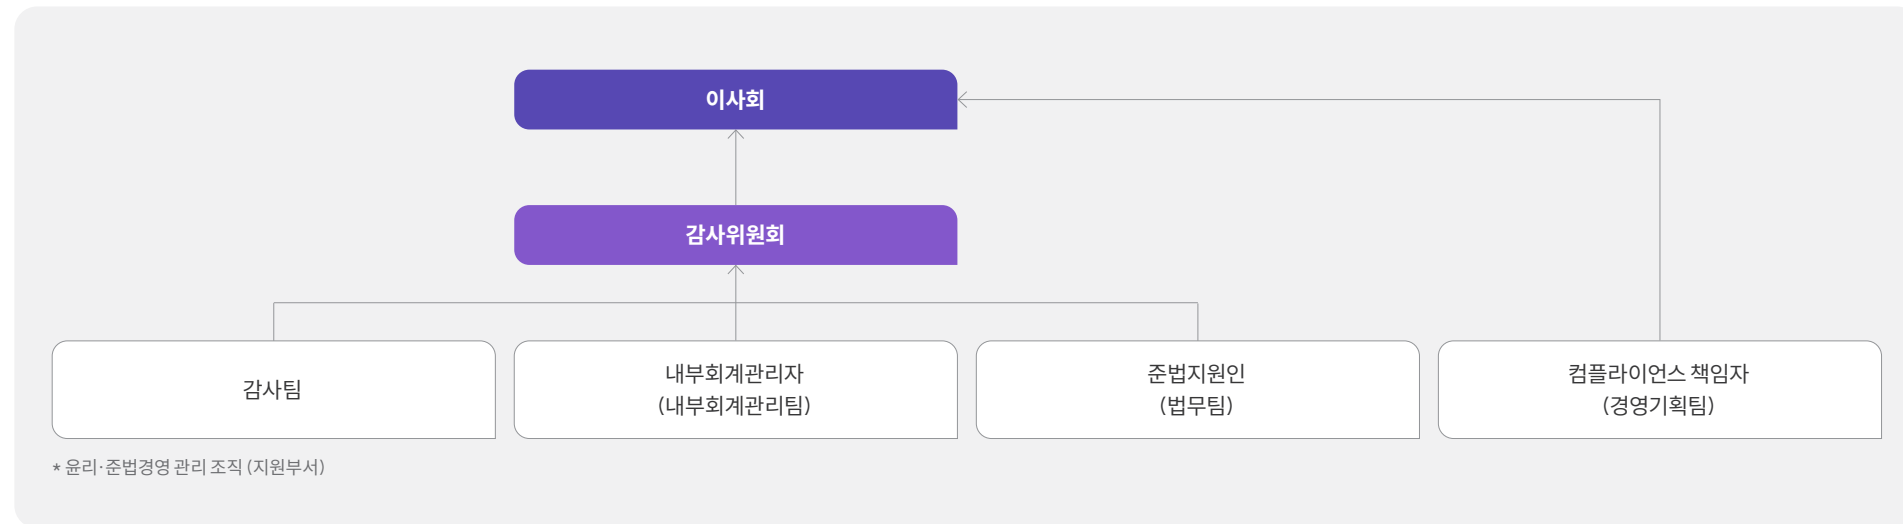 이사회
감사위원회
감사팀
내부회계관리자
(내부회계관리팀)
준법지원인
(법무팀)
컴플라이언스 책임자
(경영기획팀)
* 윤리·준법경영 관리 조직 (지원부서)